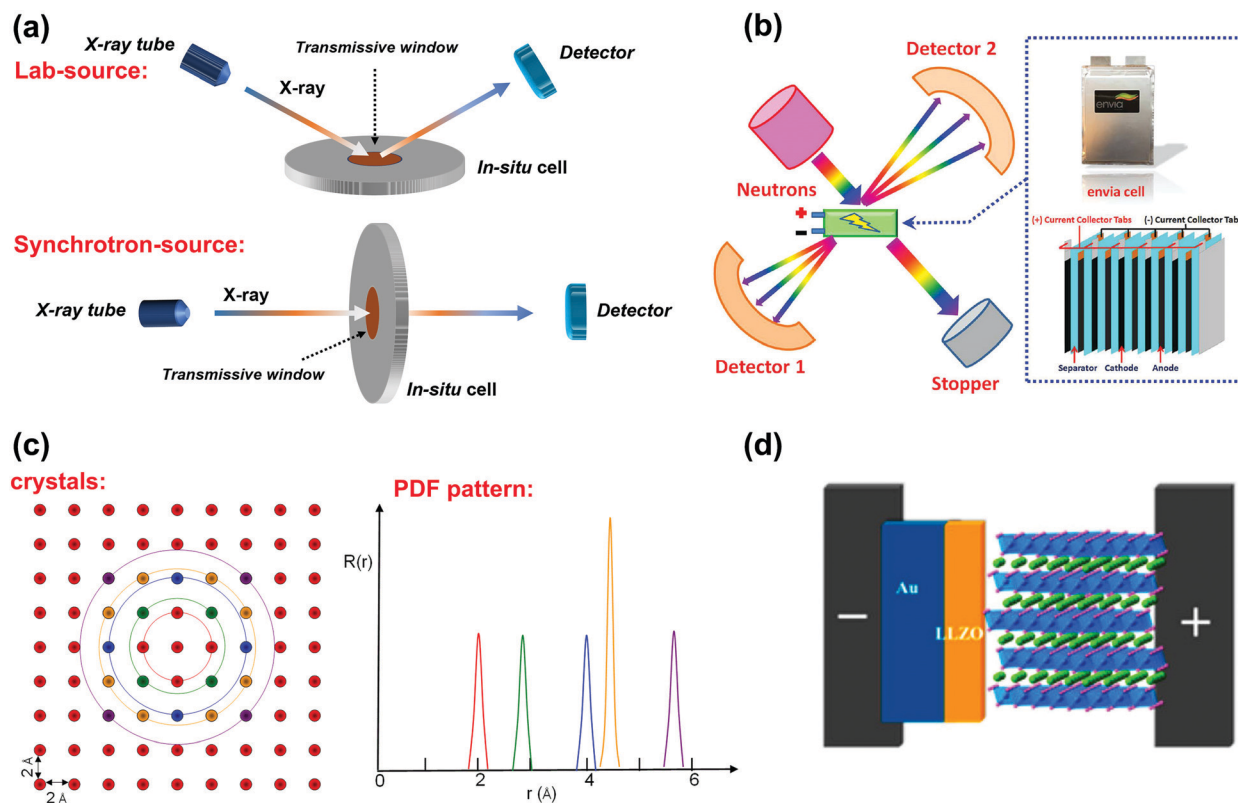 (a)
X-ray tube
Transmissive window
Detector
Lab-source:
X-ray
In-situ cell
Synchrotron-source:
X-ray tube
X-ray
Detector
Transmissive window
In-situ cell
(b)
Detector 2
Neutrons
+
−
Detector 1
Stopper
envia
envia cell
(+) Current Collector Tabs
(-) Current Collector Tab
Separator
Cathode
Anode
(c)
crystals:
2 Å
2 Å
PDF pattern:
R(r)
0
2
4
6
r (Å)
(d)
−
Au
LLZO
+